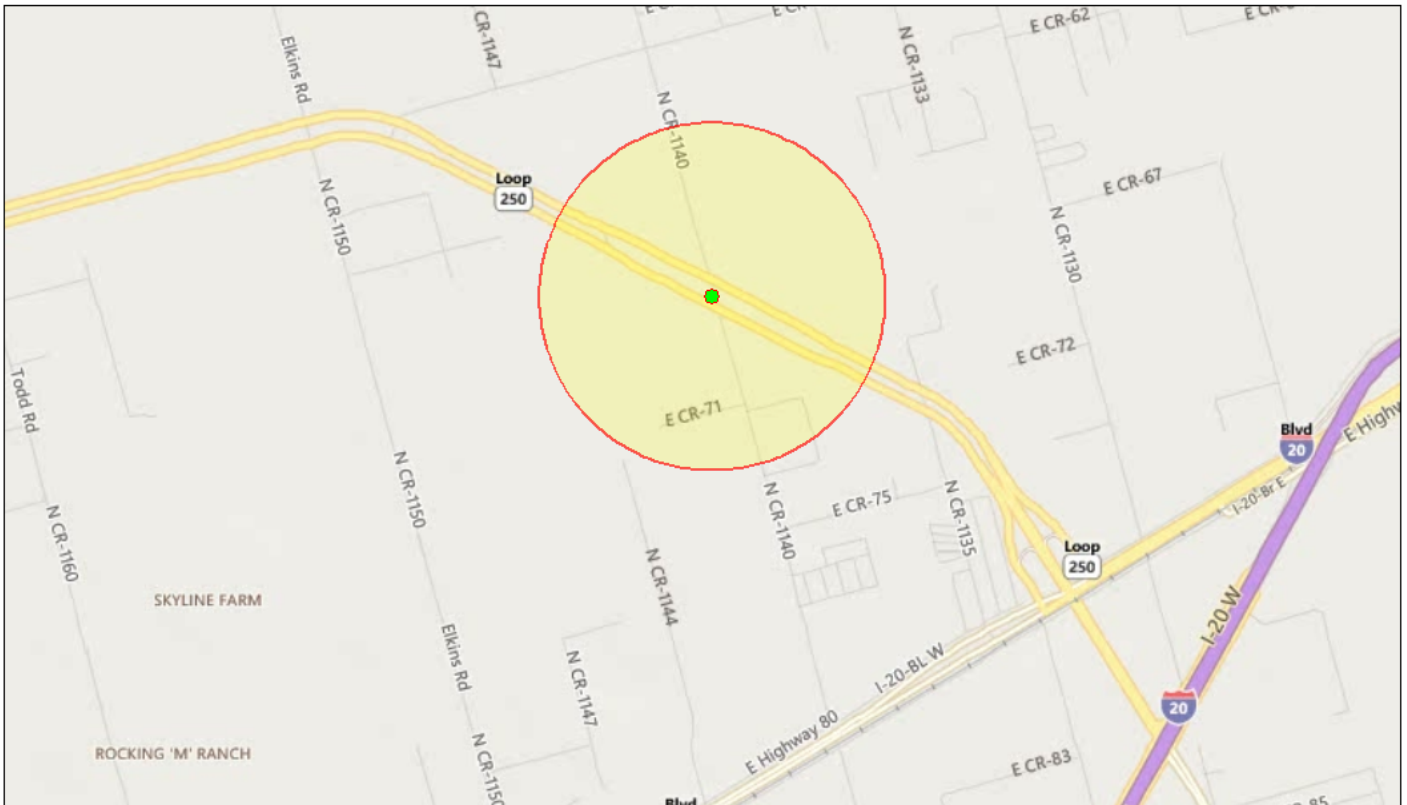 CR-1147
E CR-62
Elkins Rd
N CR-1133
N CR-1140
Loop
250
E CR-67
N CR-1150
N CR-1130
E CR-72
Todd Rd
E CR-71
Blvd
20
E Highw
N CR-1150
N CR-1140
E CR-75
N CR-1135
I-20-Br E
N CR-1160
Loop
250
N CR-1144
SKYLINE FARM
I-20 W
Elkins Rd
N CR-1147
I-20-BL W
20
E Highway 80
ROCKING 'M' RANCH
N CR-1150
E CR-83
Blvd